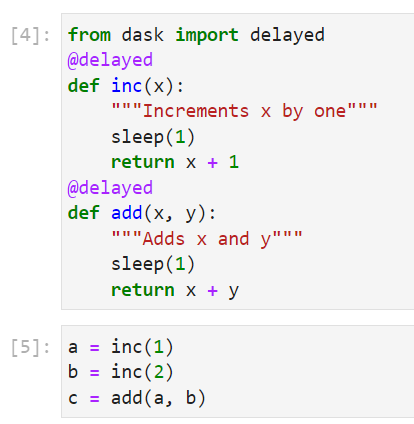 [4]: from dask import delayed
@delayed
def inc(x):
    """Increments x by one"""
    sleep(1)
    return x + 1
@delayed
def add(x, y):
    """Adds x and y"""
    sleep(1)
    return x + y
[5]: a = inc(1)
b = inc(2)
c = add(a, b)